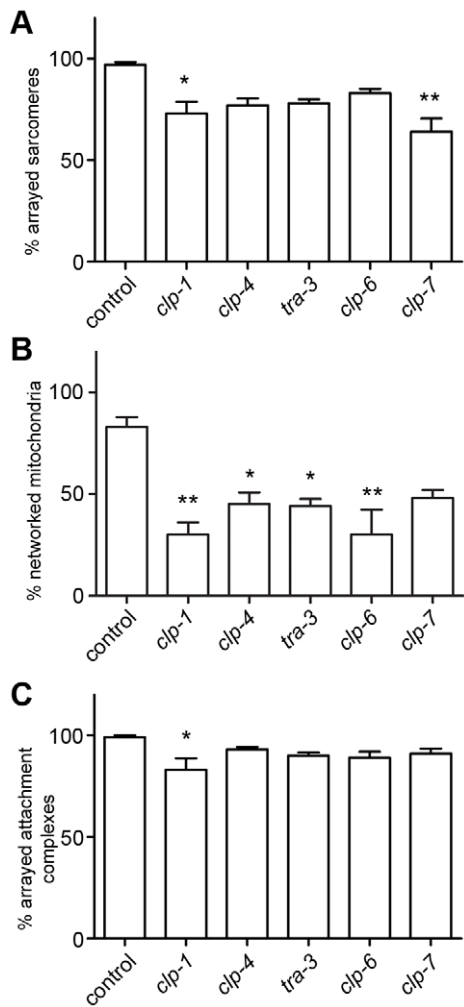 A
% arrayed sarcomeres
100
50
0
*
**
control
clp-1
clp-4
tra-3
clp-6
clp-7
B
% networked mitochondria
100
50
0
**
*
*
**
control
clp-1
clp-4
tra-3
clp-6
clp-7
C
% arrayed attachment
complexes
100
50
0
*
control
clp-1
clp-4
tra-3
clp-6
clp-7